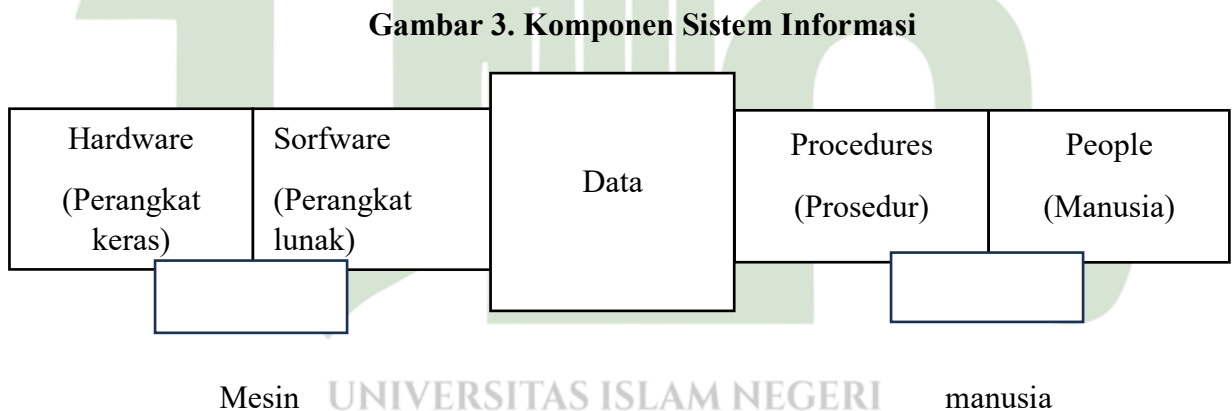 Gambar 3. Komponen Sistem Informasi
Hardware
(Perangkat
keras)
Sorfware
(Perangkat
lunak)
Data
Procedures
(Prosedur)
People
(Manusia)
Mesin
UNIVERSITAS ISLAM NEGERI
manusia